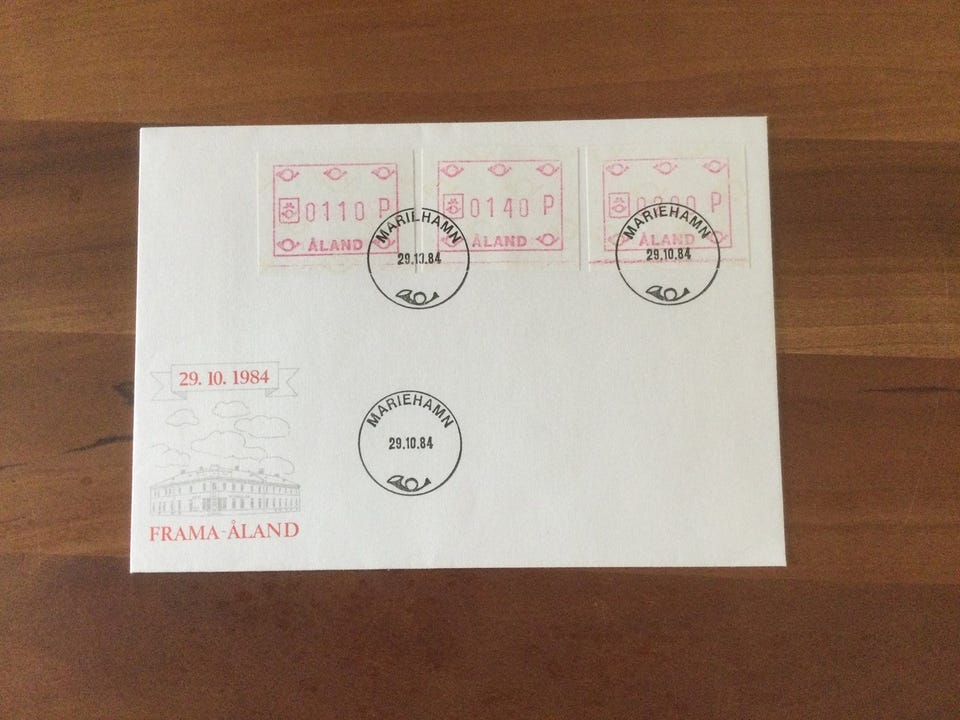 0110 P
ÅLAND
0140 P
ÅLAND
P
ÅLAND
MARIEHAMN
29.10.84
MARIEHAMN
29.10.84
29. 10. 1984
MARIEHAMN
29.10.84
FRAMA-ÅLAND